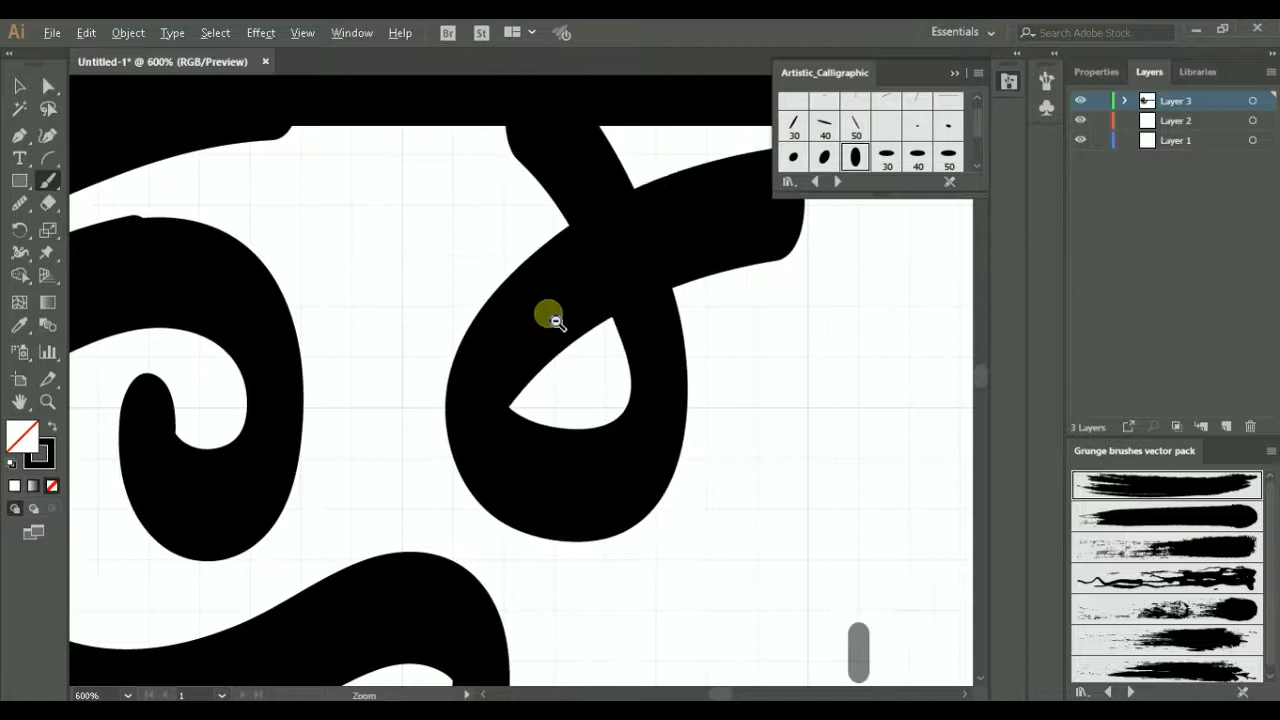 Ai File Edit Object Type Select Effect View Window Help Br St Essentials Search Adobe Stock
Untitled-1* @ 600% (RGB/Preview)
Artistic_Calligraphic
30 40 50
30 40 50
Properties Layers Libraries
Layer 3
Layer 2
Layer 1
3 Layers
Grunge brushes vector pack
600% 1 Zoom